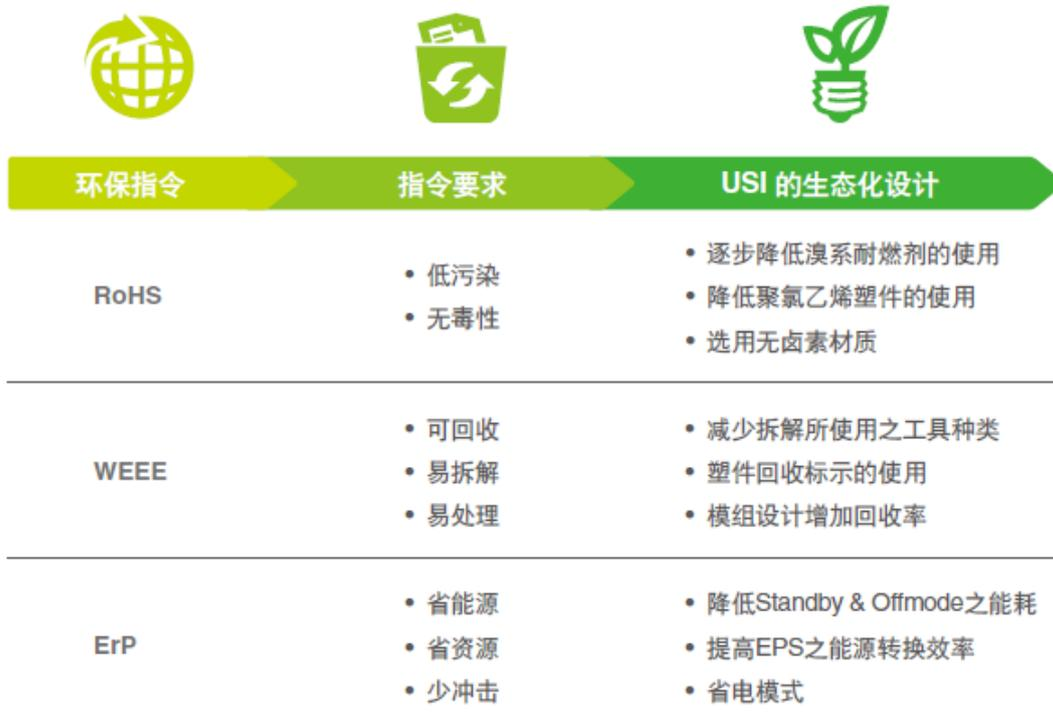 环保指令
指令要求
USI 的生态化设计
RoHS
• 低污染
• 无毒性
• 逐步降低溴系耐燃剂的使用
• 降低聚氯乙烯塑件的使用
• 选用无卤素材质
WEEE
• 可回收
• 易拆解
• 易处理
• 减少拆解所使用之工具种类
• 塑件回收标示的使用
• 模组设计增加回收率
ErP
• 省能源
• 省资源
• 少冲击
• 降低Standby & Offmode之能耗
• 提高EPS之能源转换效率
• 省电模式